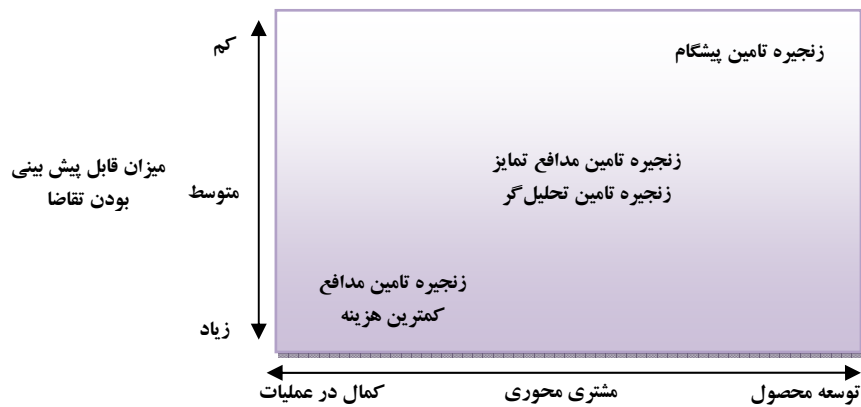 کم
زنجیره تامین پیشگام
میزان قابل پیش بینی
بودن تقاضا
متوسط
زنجیره تامین مدافع تمایز
زنجیره تامین تحلیل‌گر
زنجیره تامین مدافع
کمترین هزینه
زیاد
توسعه محصول
مشتری محوری
کمال در عملیات